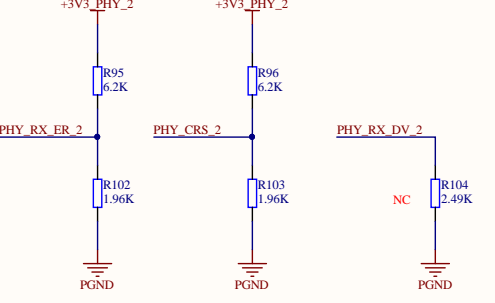 +3V3_PHY_2
+3V3_PHY_2
R95
6.2K
R96
6.2K
PHY_RX_ER_2
PHY_CRS_2
PHY_RX_DV_2
R102
1.96K
R103
1.96K
NC
R104
2.49K
PGND
PGND
PGND